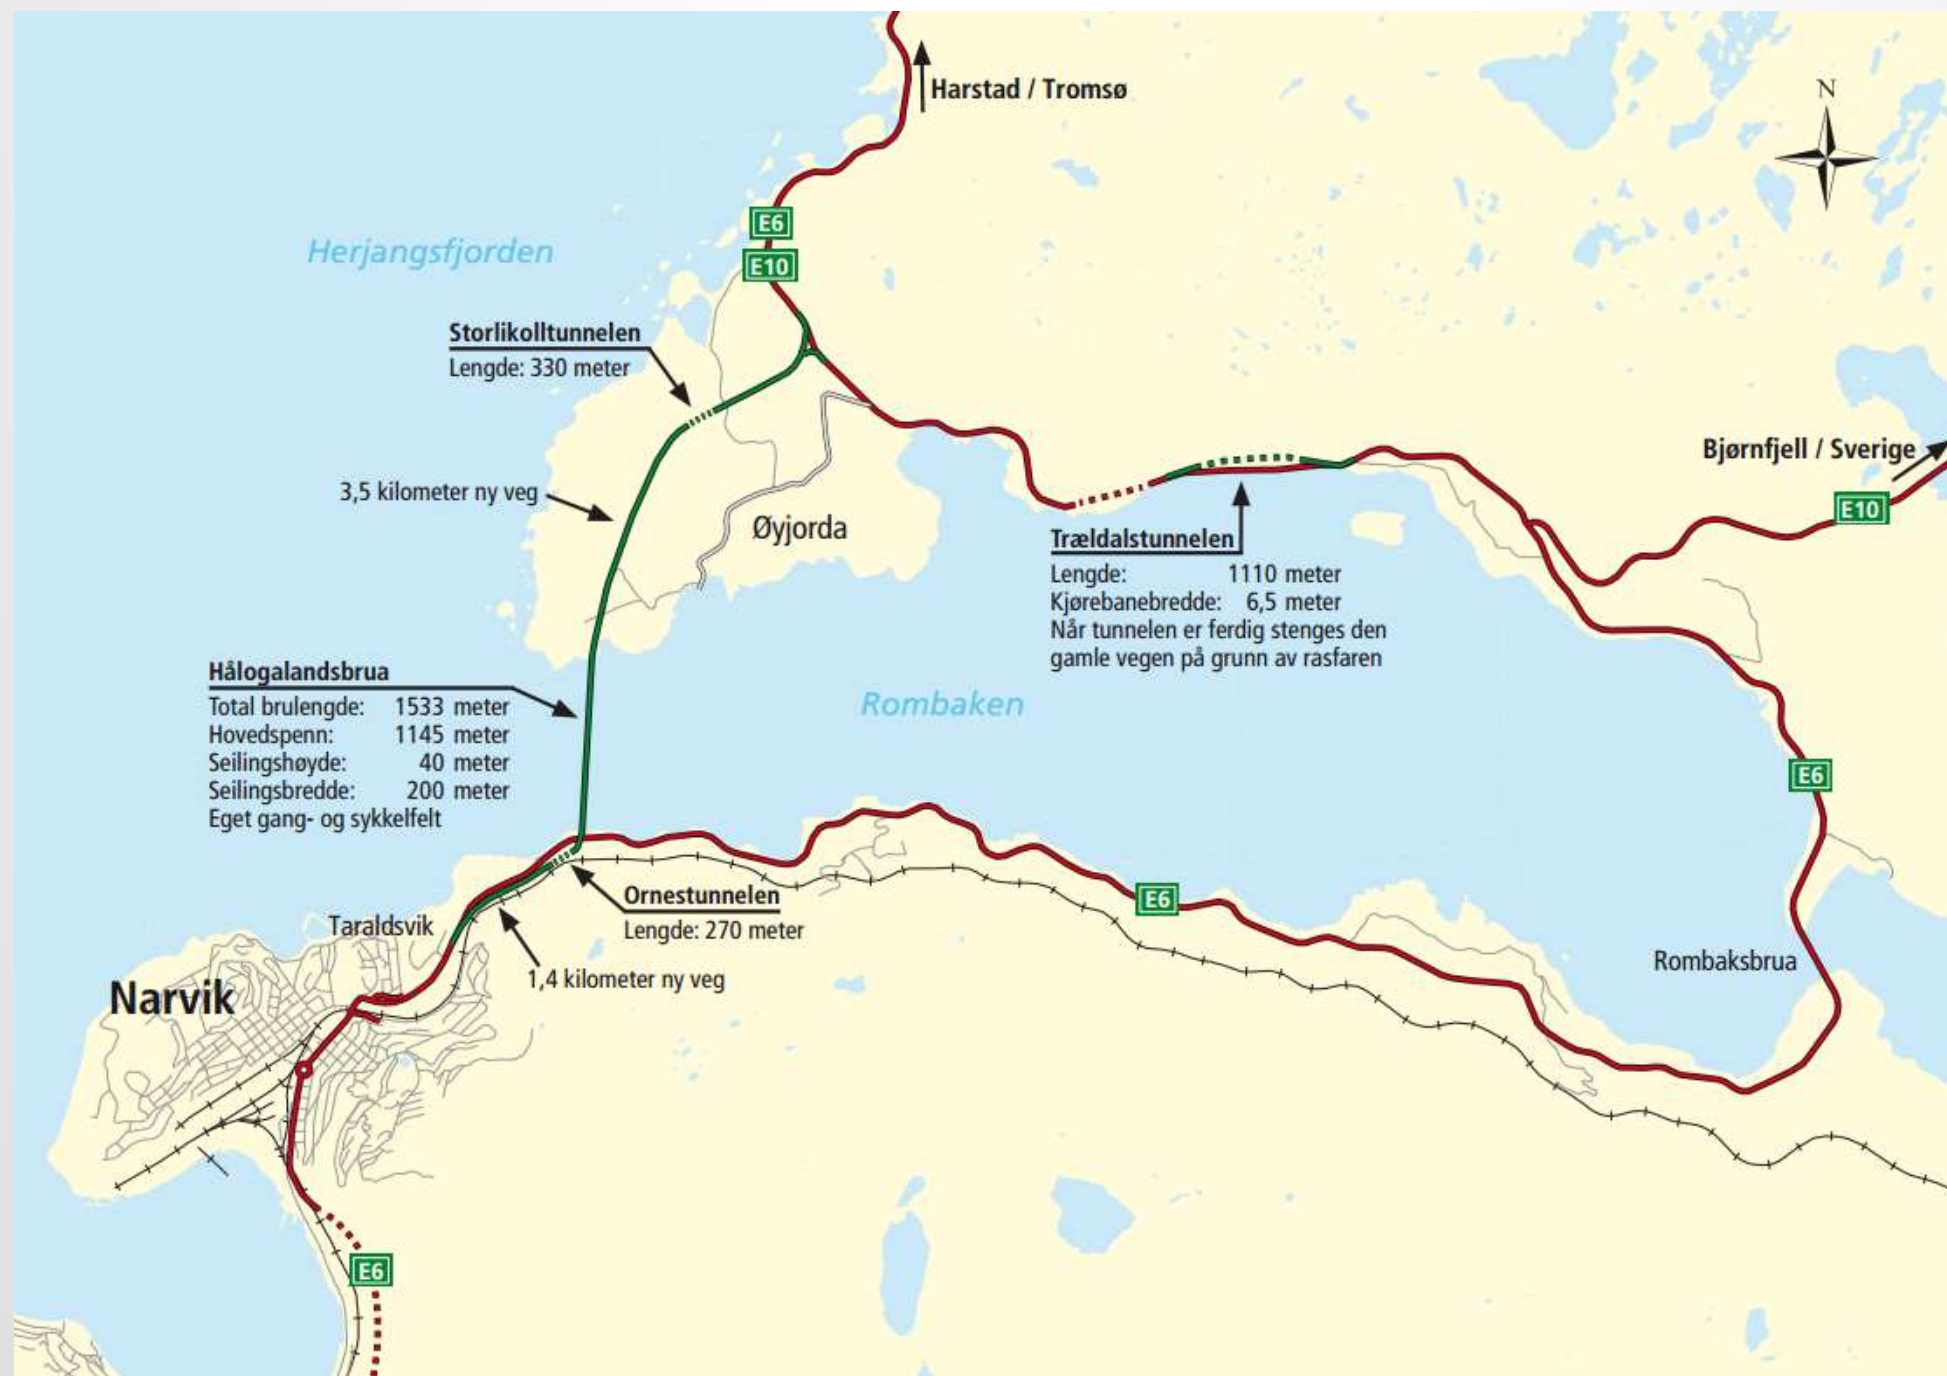 N
Harstad / Tromsø
E6
E10
Herjangsfjorden
Storlikolltunnelen
Lengde: 330 meter
3,5 kilometer ny veg
Øyjorda
Bjørnfjell / Sverige
E10
Trældalstunnelen
Lengde: 1110 meter
Kjørebanebredde: 6,5 meter
Når tunnelen er ferdig stenges den
gamle vegen på grunn av rasfaren
Hålogalandsbrua
Total brulengde: 1533 meter
Hovedspenn: 1145 meter
Seilingshøyde: 40 meter
Seilingsbredde: 200 meter
Eget gang- og sykkelfelt
Rombaken
E6
Ornestunnelen
Lengde: 270 meter
E6
Taraldsvik
1,4 kilometer ny veg
Rombaksbrua
Narvik
E6